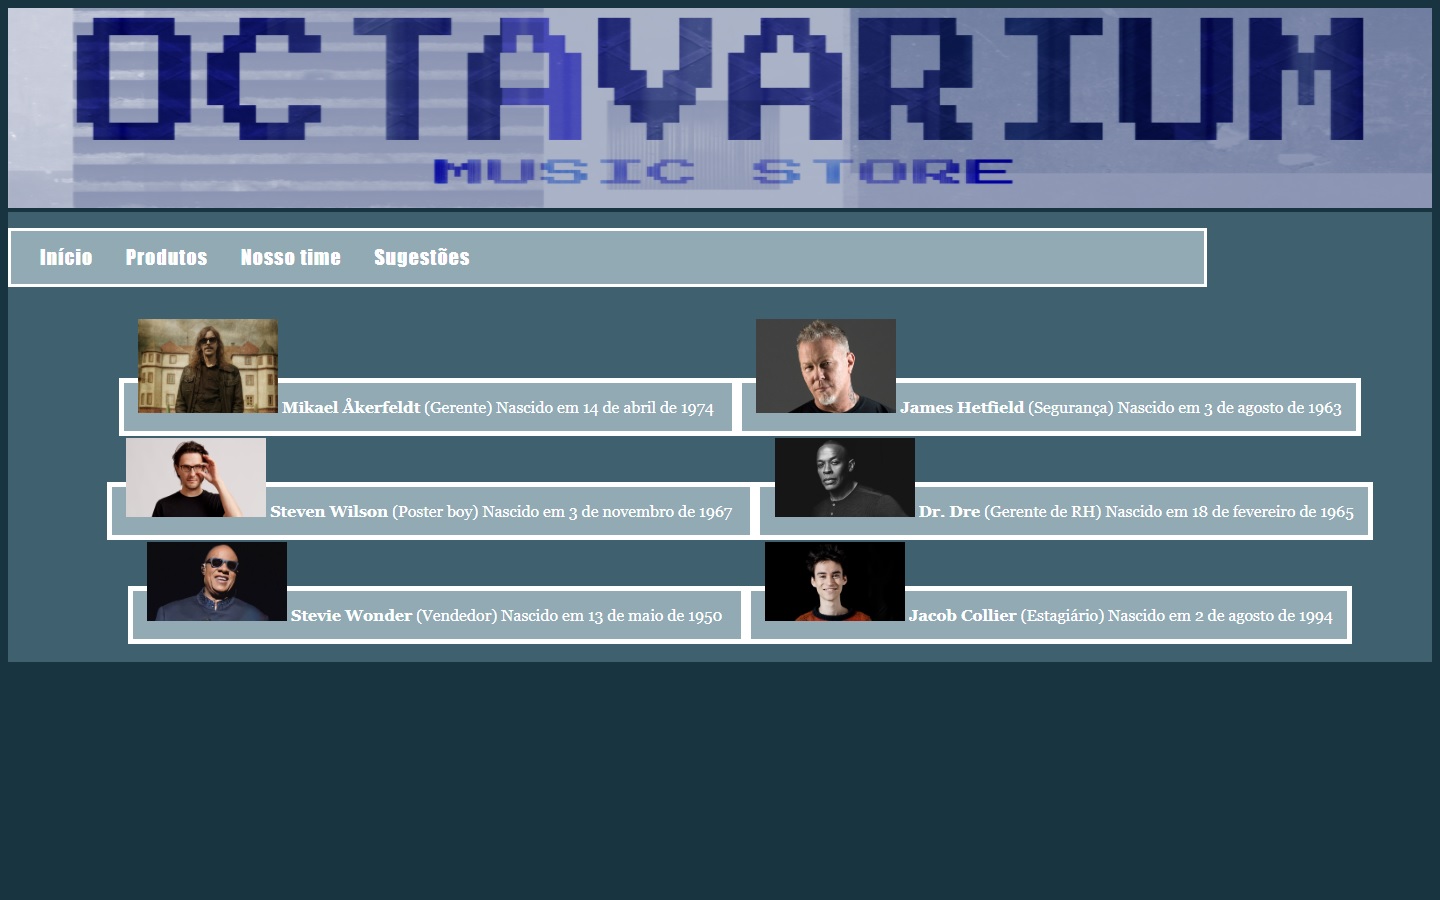 OCTAVARIUM
MUSIC STORE
Início Produtos Nosso time Sugestões
Mikael Åkerfeldt (Gerente) Nascido em 14 de abril de 1974
James Hetfield (Segurança) Nascido em 3 de agosto de 1963
Steven Wilson (Poster boy) Nascido em 3 de novembro de 1967
Dr. Dre (Gerente de RH) Nascido em 18 de fevereiro de 1965
Stevie Wonder (Vendedor) Nascido em 13 de maio de 1950
Jacob Collier (Estagiário) Nascido em 2 de agosto de 1994